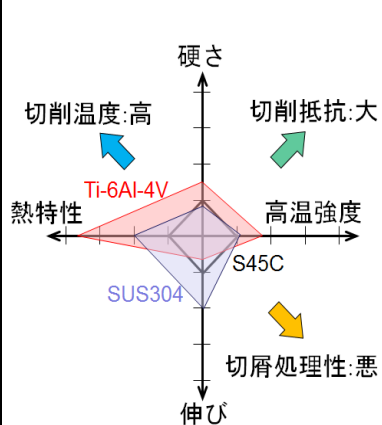 硬さ
切削温度:高
切削抵抗:大
Ti-6Al-4V
熱特性
高温強度
S45C
SUS304
切屑処理性:悪
伸び